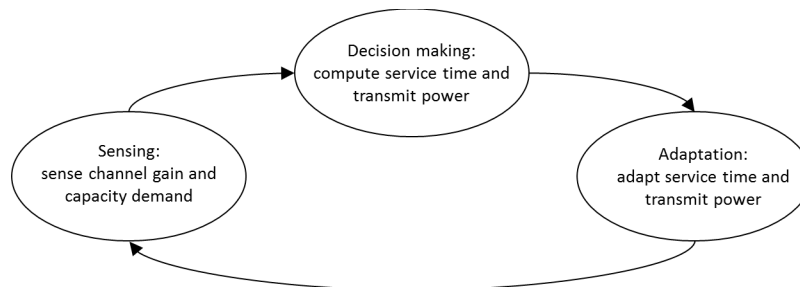 Decision making:
compute service time and
transmit power
Sensing:
sense channel gain and
capacity demand
Adaptation:
adapt service time and
transmit power